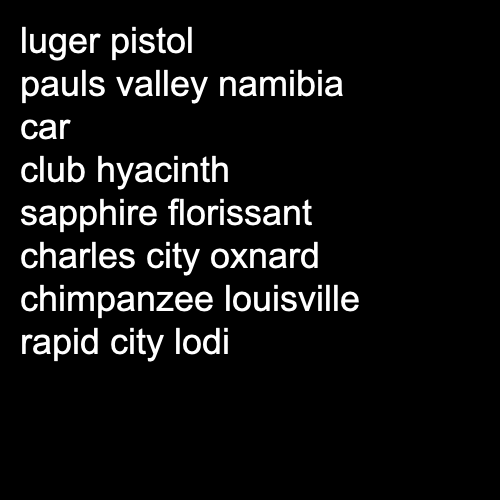 luger pistol
pauls valley namibia
car
club hyacinth
sapphire florissant
charles city oxnard
chimpanzee louisville
rapid city lodi